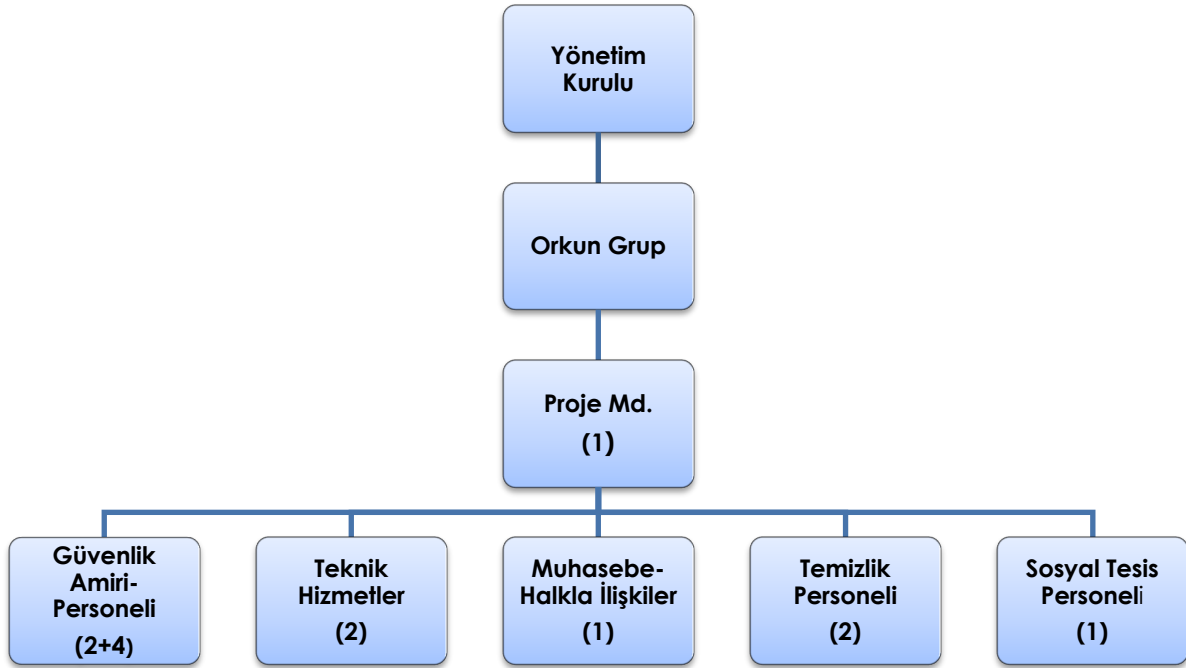 Yönetim
Kurulu
Orkun Grup
Proje Md.
(1)
Güvenlik
Amiri-
Personeli
(2+4)
Teknik
Hizmetler
(2)
Muhasebe-
Halkla İlişkiler
(1)
Temizlik
Personeli
(2)
Sosyal Tesis
Personeli
(1)